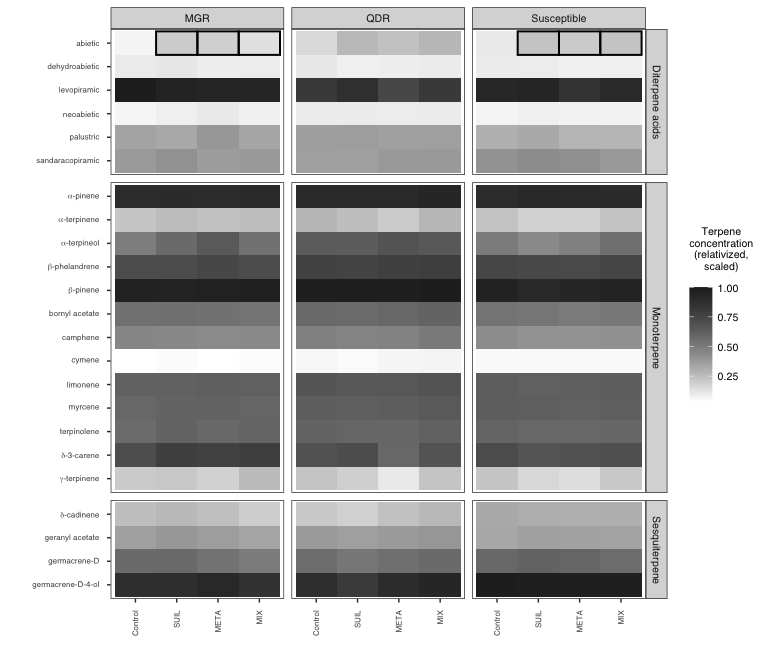 MGR QDR Susceptible
abietic
dehydroabietic
levopiramic
neoabietic
palustric
sandaracopiramic
Diterpene acids
α-pinene
α-terpinene
α-terpineol
β-phelandrene
β-pinene
bornyl acetate
camphene
cymene
limonene
myrcene
terpinolene
δ-3-carene
γ-terpinene
Monoterpene
δ-cadinene
geranyl acetate
germacrene-D
germacrene-D-4-ol
Sesquiterpene
Control SUIL META MIX Control SUIL META MIX Control SUIL META MIX
Terpene
concentration
(relativized,
scaled)
1.00
0.75
0.50
0.25